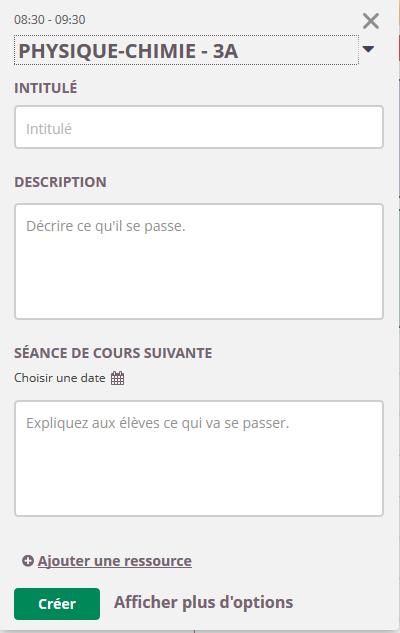 08:30 - 09:30
PHYSIQUE-CHIMIE - 3A
INTITULÉ
Intitulé
DESCRIPTION
Décrire ce qu'il se passe.
SÉANCE DE COURS SUIVANTE
Choisir une date
Expliquez aux élèves ce qui va se passer.
Ajouter une ressource
Créer Afficher plus d'options